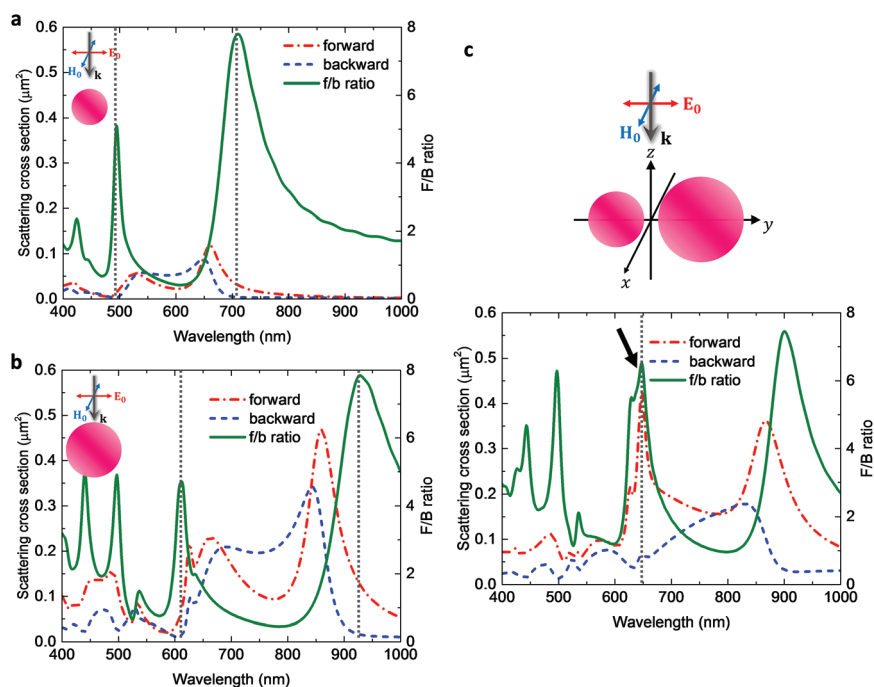 a
E0
H0
k
forward
backward
f/b ratio
Scattering cross section (μm²)
0.6
0.5
0.4
0.3
0.2
0.1
0.0
8
6
4
2
0
F/B ratio
400 500 600 700 800 900 1000
Wavelength (nm)
b
E0
H0
k
forward
backward
f/b ratio
Scattering cross section (μm²)
0.6
0.5
0.4
0.3
0.2
0.1
0.0
8
6
4
2
0
F/B ratio
400 500 600 700 800 900 1000
Wavelength (nm)
c
E0
H0
k
z
y
x
forward
backward
f/b ratio
Scattering cross section (μm²)
0.6
0.5
0.4
0.3
0.2
0.1
0.0
8
6
4
2
0
F/B ratio
400 500 600 700 800 900 1000
Wavelength (nm)